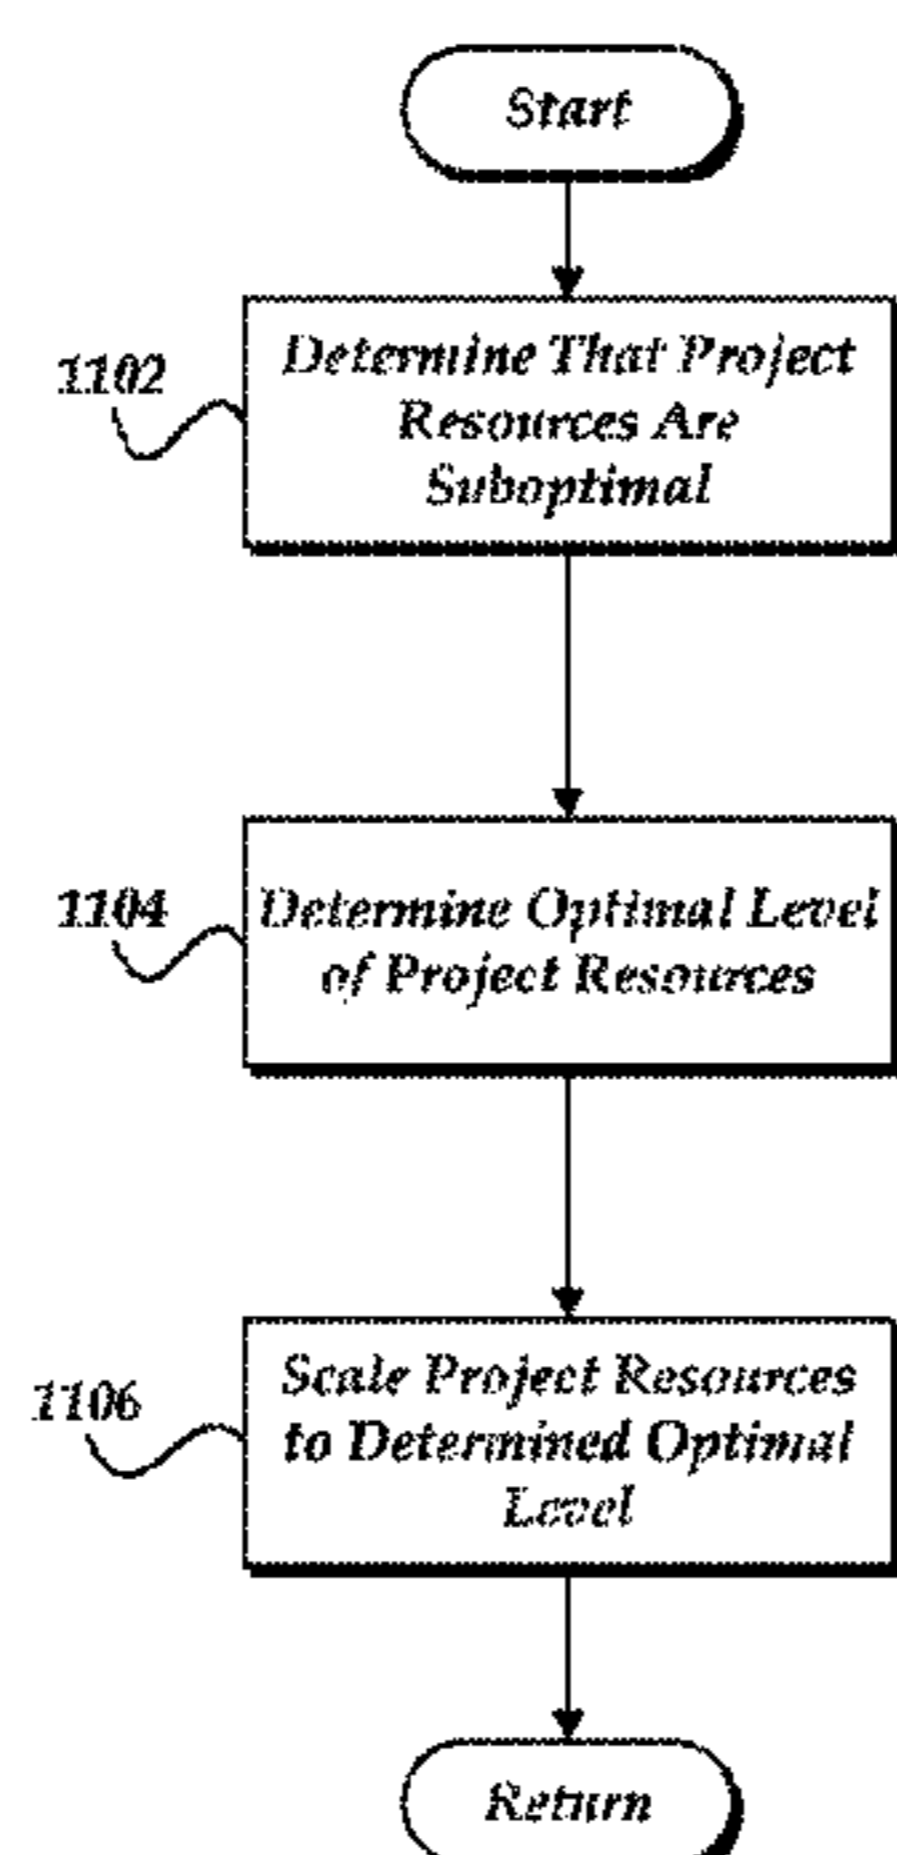 Start
1102
Determine That Project
Resources Are
Suboptimal
1104
Determine Optimal Level
of Project Resources
1106
Scale Project Resources
to Determined Optimal
Level
Return